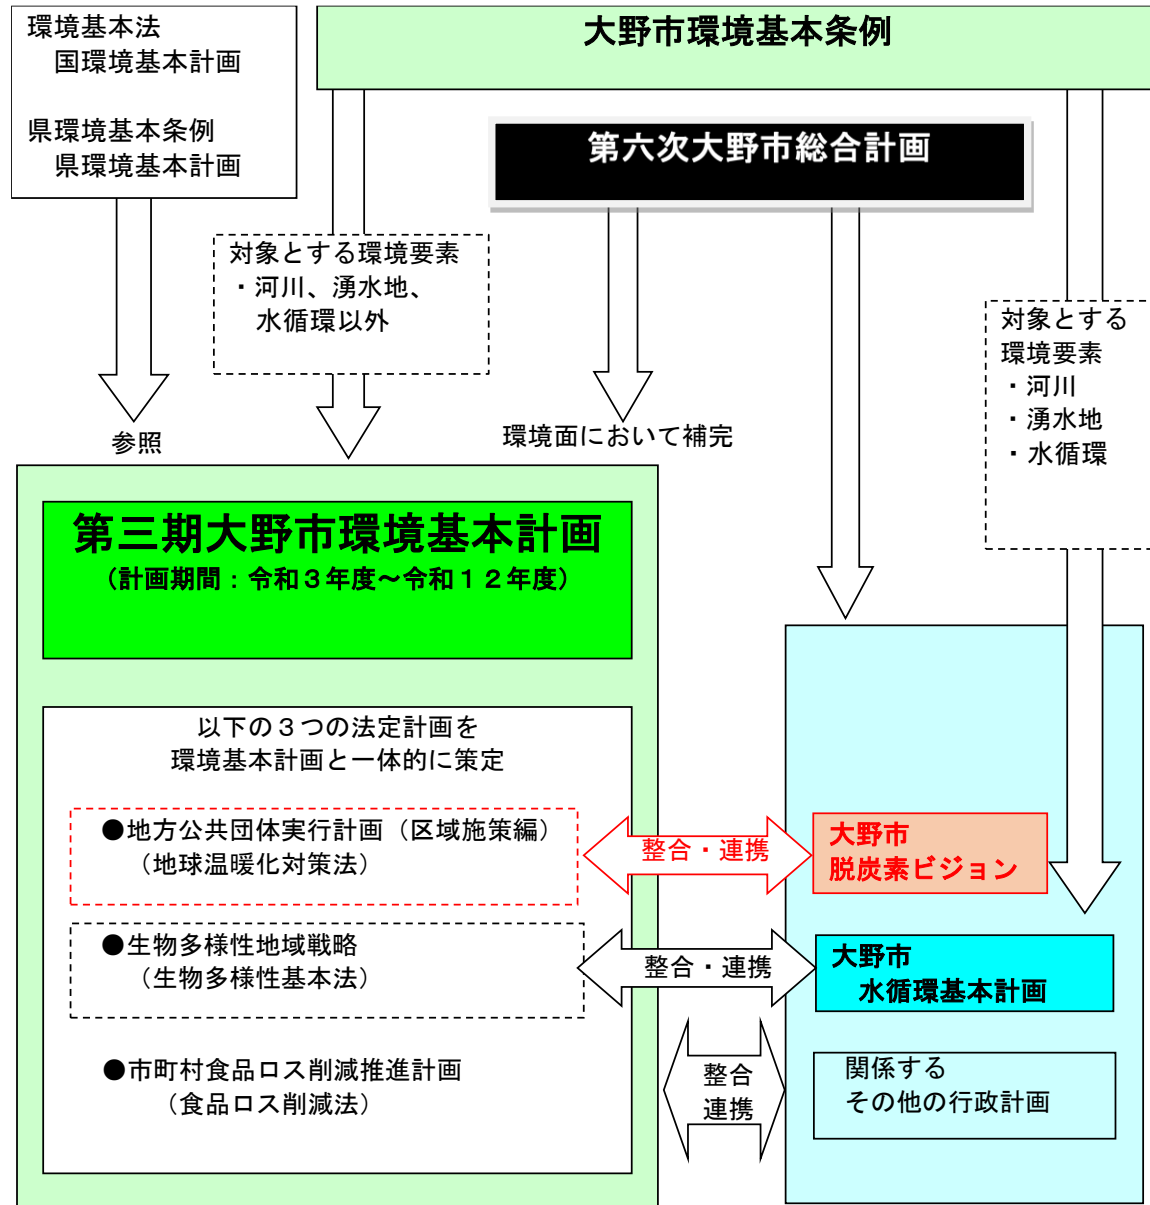 環境基本法
国環境基本計画
県環境基本条例
県環境基本計画
大野市環境基本条例
第六次大野市総合計画
対象とする環境要素
・河川、湧水地、
水循環以外
対象とする
環境要素
・河川
・湧水地
・水循環
参照
環境面において補完
第三期大野市環境基本計画
（計画期間：令和３年度～令和１２年度）
以下の３つの法定計画を
環境基本計画と一体的に策定
●地方公共団体実行計画（区域施策編）
（地球温暖化対策法）
整合・連携
大野市
脱炭素ビジョン
●生物多様性地域戦略
（生物多様性基本法）
整合・連携
大野市
水循環基本計画
●市町村食品ロス削減推進計画
（食品ロス削減法）
整合
連携
関係する
その他の行政計画